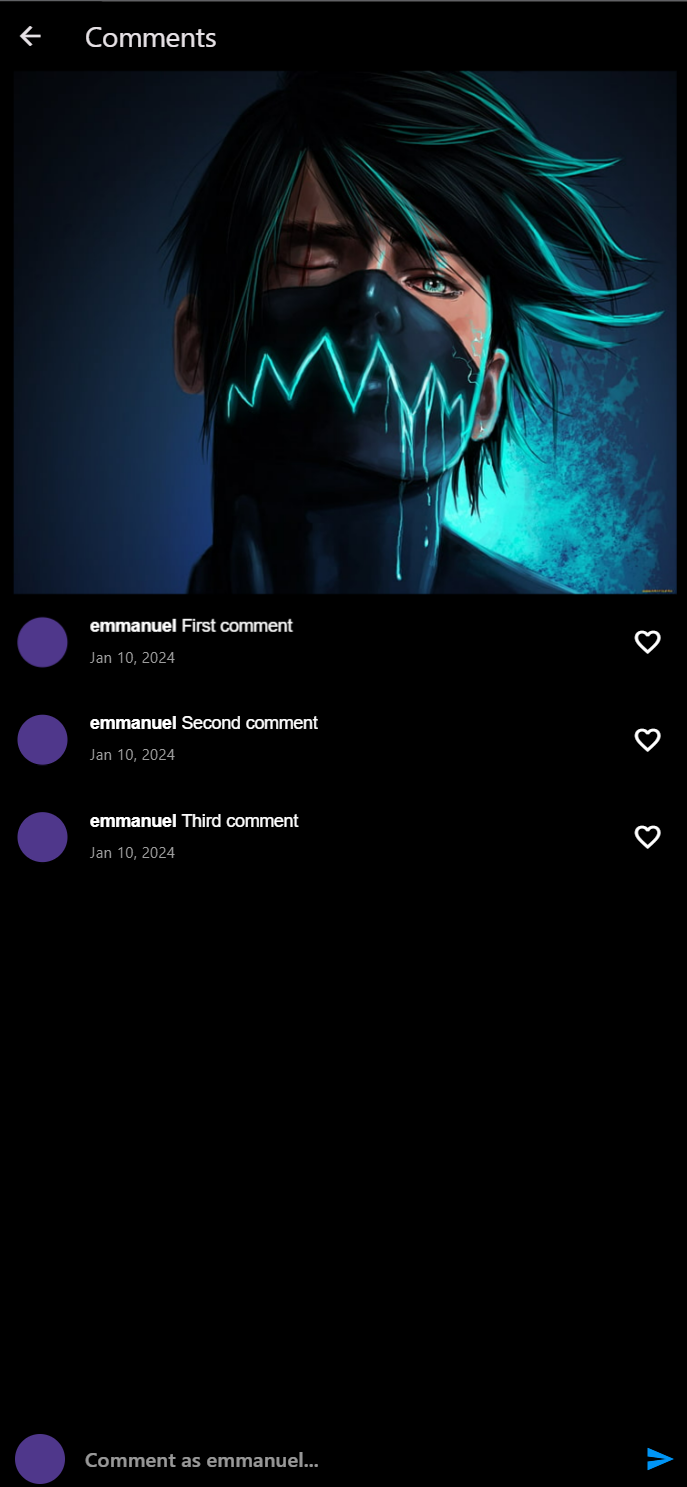 Comments
emmanuel First comment
Jan 10, 2024
emmanuel Second comment
Jan 10, 2024
emmanuel Third comment
Jan 10, 2024
Comment as emmanuel...